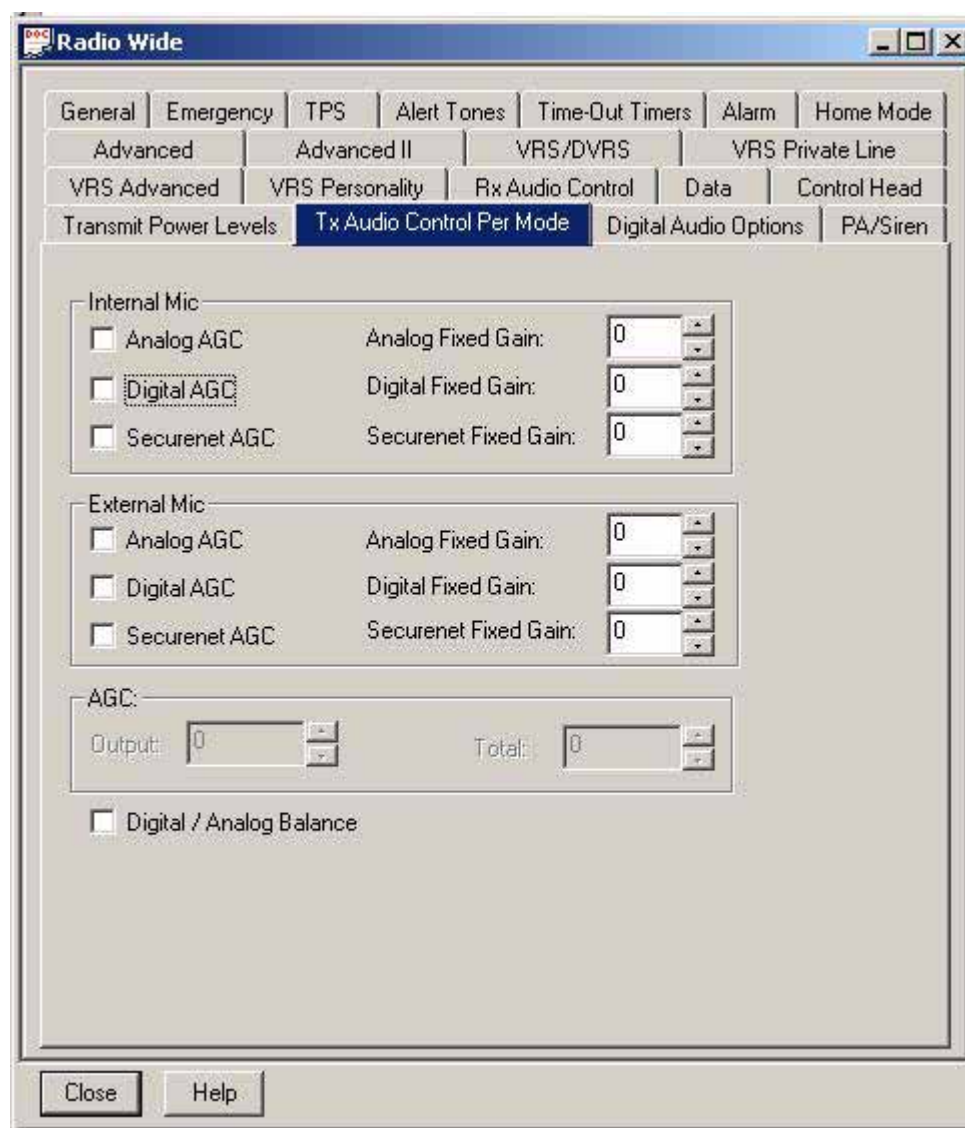 DOC Radio Wide
General Emergency TPS Alert Tones Time-Out Timers Alarm Home Mode
Advanced Advanced II VRS/DVRS VRS Private Line
VRS Advanced VRS Personality Rx Audio Control Data Control Head
Transmit Power Levels Tx Audio Control Per Mode Digital Audio Options PA/Siren
Internal Mic
Analog AGC Analog Fixed Gain: 0
Digital AGC Digital Fixed Gain: 0
Securenet AGC Securenet Fixed Gain: 0
External Mic
Analog AGC Analog Fixed Gain: 0
Digital AGC Digital Fixed Gain: 0
Securenet AGC Securenet Fixed Gain: 0
AGC:
Output: 0 Total: 0
Digital / Analog Balance
Close Help